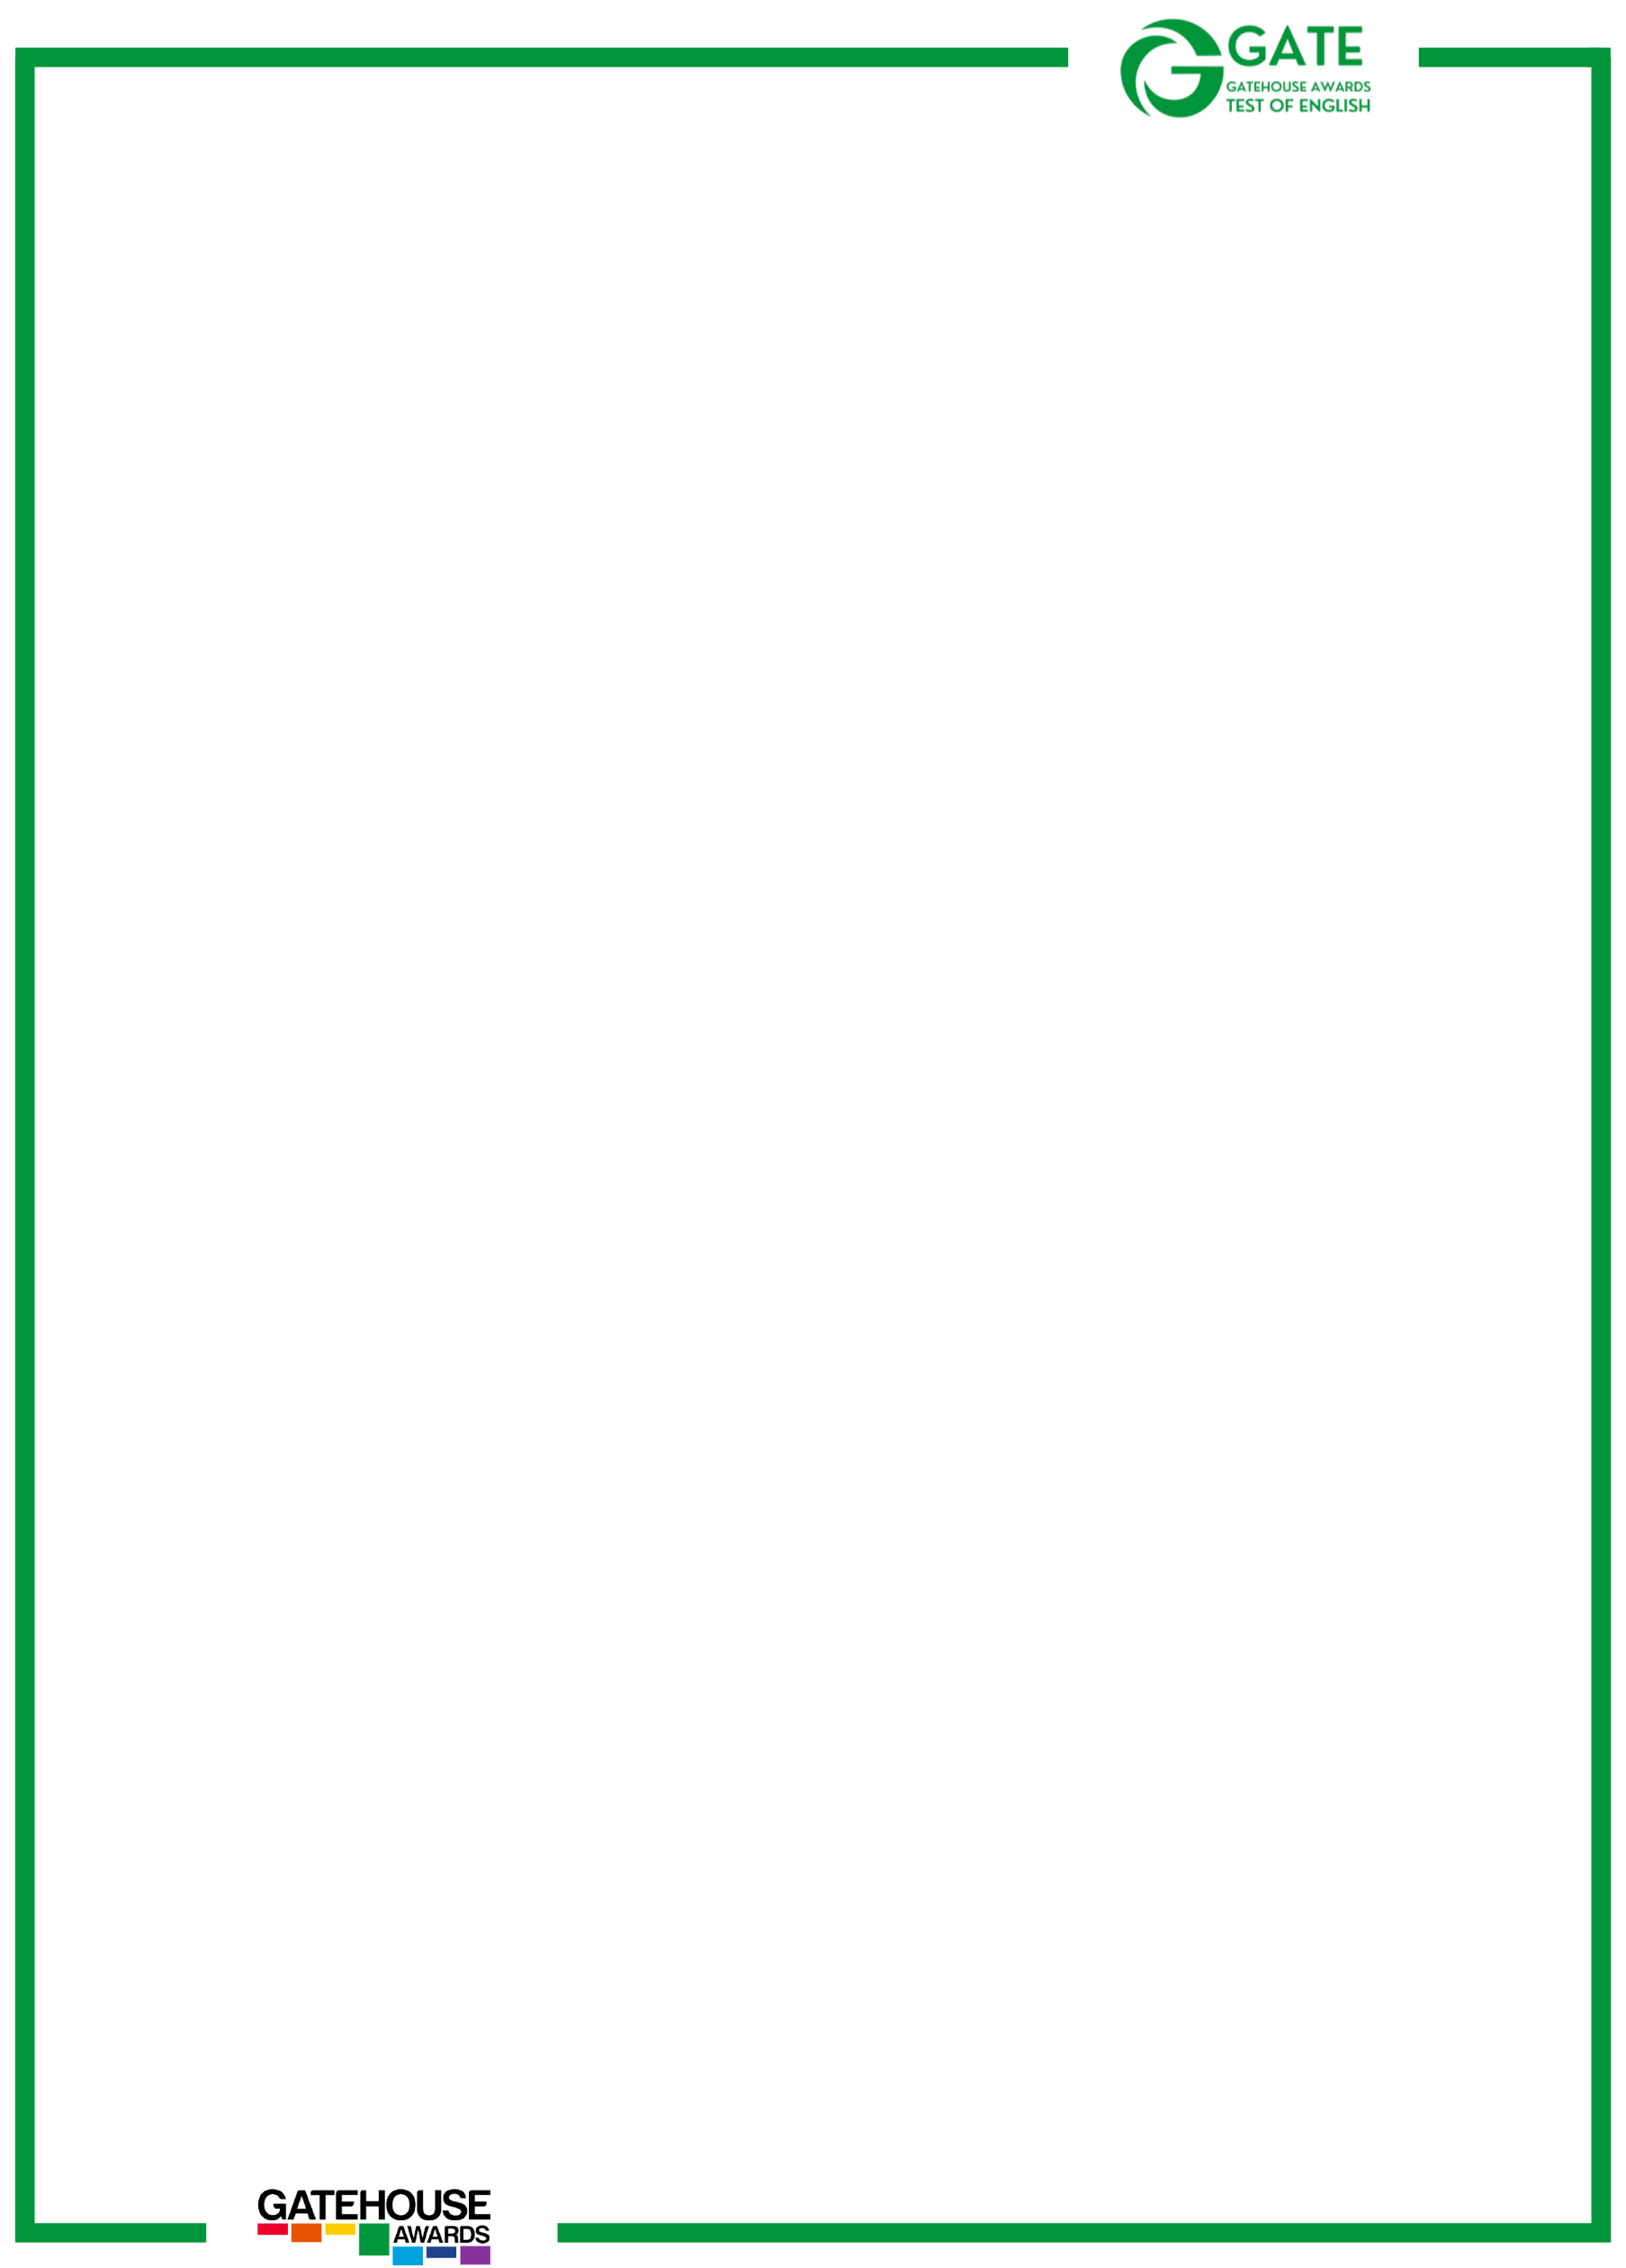 GATE
GATEHOUSE AWARDS
TEST OF ENGLISH
GATEHOUSE
AWARDS